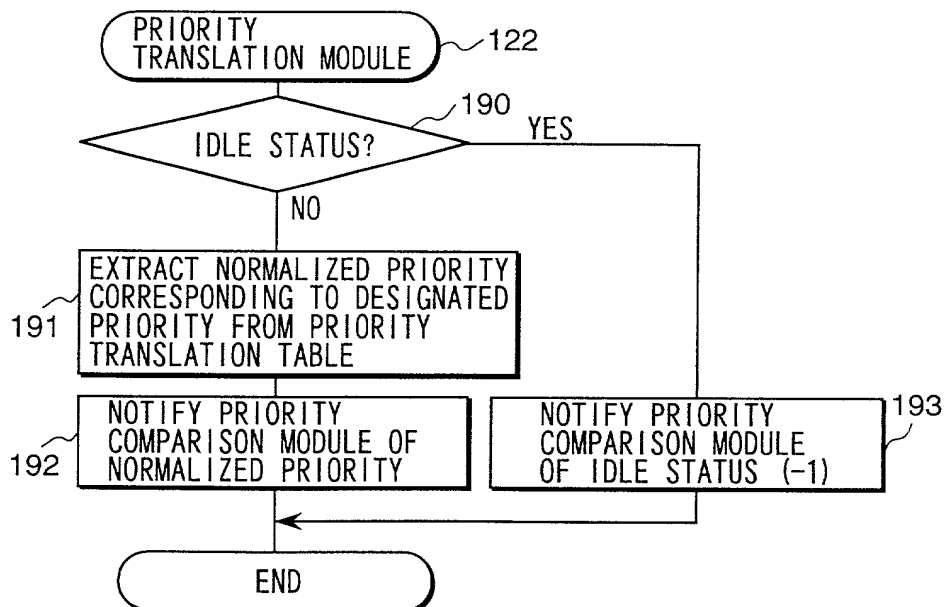 PRIORITY
TRANSLATION MODULE
122
190
IDLE STATUS?
YES
NO
EXTRACT NORMALIZED PRIORITY
CORRESPONDING TO DESIGNATED
PRIORITY FROM PRIORITY
TRANSLATION TABLE
191
NOTIFY PRIORITY
COMPARISON MODULE OF
NORMALIZED PRIORITY
192
NOTIFY PRIORITY
COMPARISON MODULE
OF IDLE STATUS (-1)
193
END